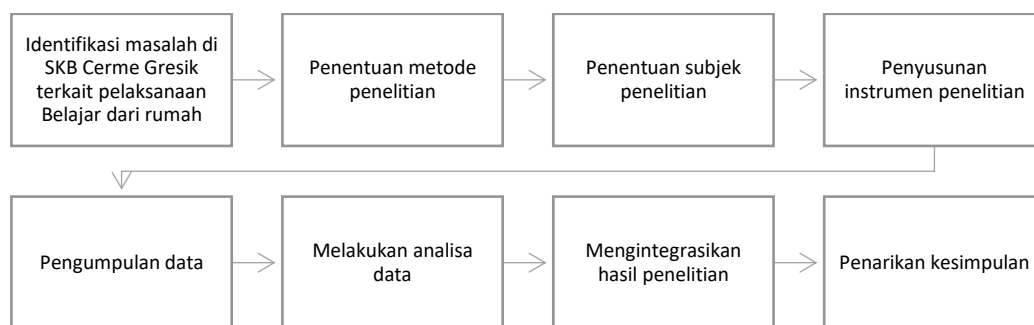 Identifikasi masalah di
SKB Cerme Gresik
terkait pelaksanaan
Belajar dari rumah
Penentuan metode
penelitian
Penentuan subjek
penelitian
Penyusunan
instrumen penelitian
Pengumpulan data
Melakukan analisa
data
Mengintegrasikan
hasil penelitian
Penarikan kesimpulan